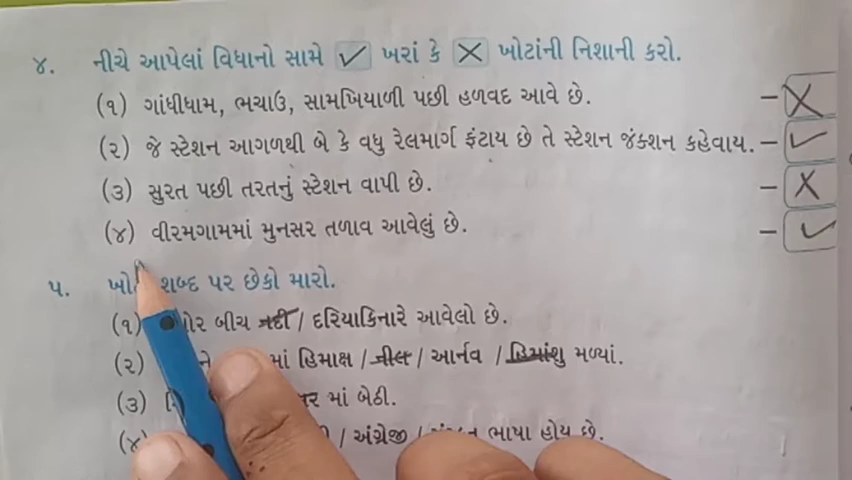 ૪. નીચે આપેલાં વિધાનો સામે ✓ ખરાં કે ✗ ખોટાંની નિશાની કરો.
(૧) ગાંધીધામ, ભચાઉ, સામખિયાળી પછી હળવદ આવે છે. – ✗
(૨) જે સ્ટેશન આગળથી બે કે વધુ રેલમાર્ગ ફંટાય છે તે સ્ટેશન જંક્શન કહેવાય. – ✓
(૩) સુરત પછી તરતનું સ્ટેશન વાપી છે. – ✗
(૪) વીરમગામમાં મુનસર તળાવ આવેલું છે. – ✓
૫. શબ્દ પર છેકો મારો.
(૧) બીચ નદી / દરિયાકિનારે આવેલો છે.
(૨) હિમાક્ષ / નીલ / આર્નવ / હિમાંશુ મળ્યાં.
(૩) માં બેઠી.
(૪) / અંગ્રેજી / ભાષા હોય છે.